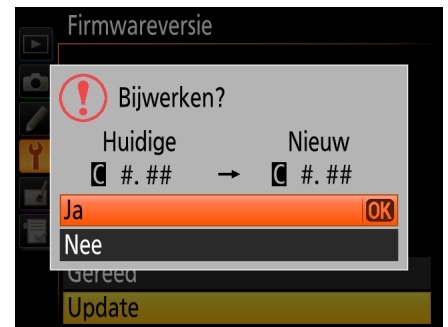 Firmwareversie
Bijwerken?
Huidige Nieuw
C #. ## → C #. ##
Ja OK
Nee
Gereed
Update